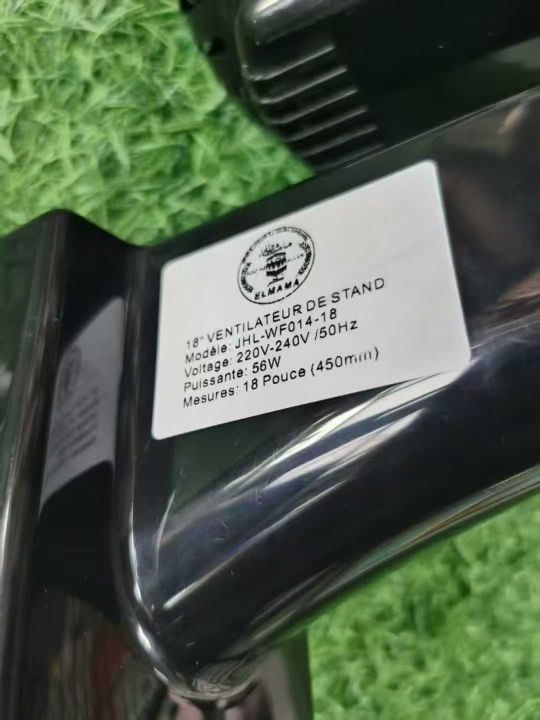 ELMAMA
18" VENTILATEUR DE STAND
Modèle: JHL-WF014-18
Voltage: 220V-240V /50Hz
Puissante: 56W
Mesures: 18 Pouce (450mm)